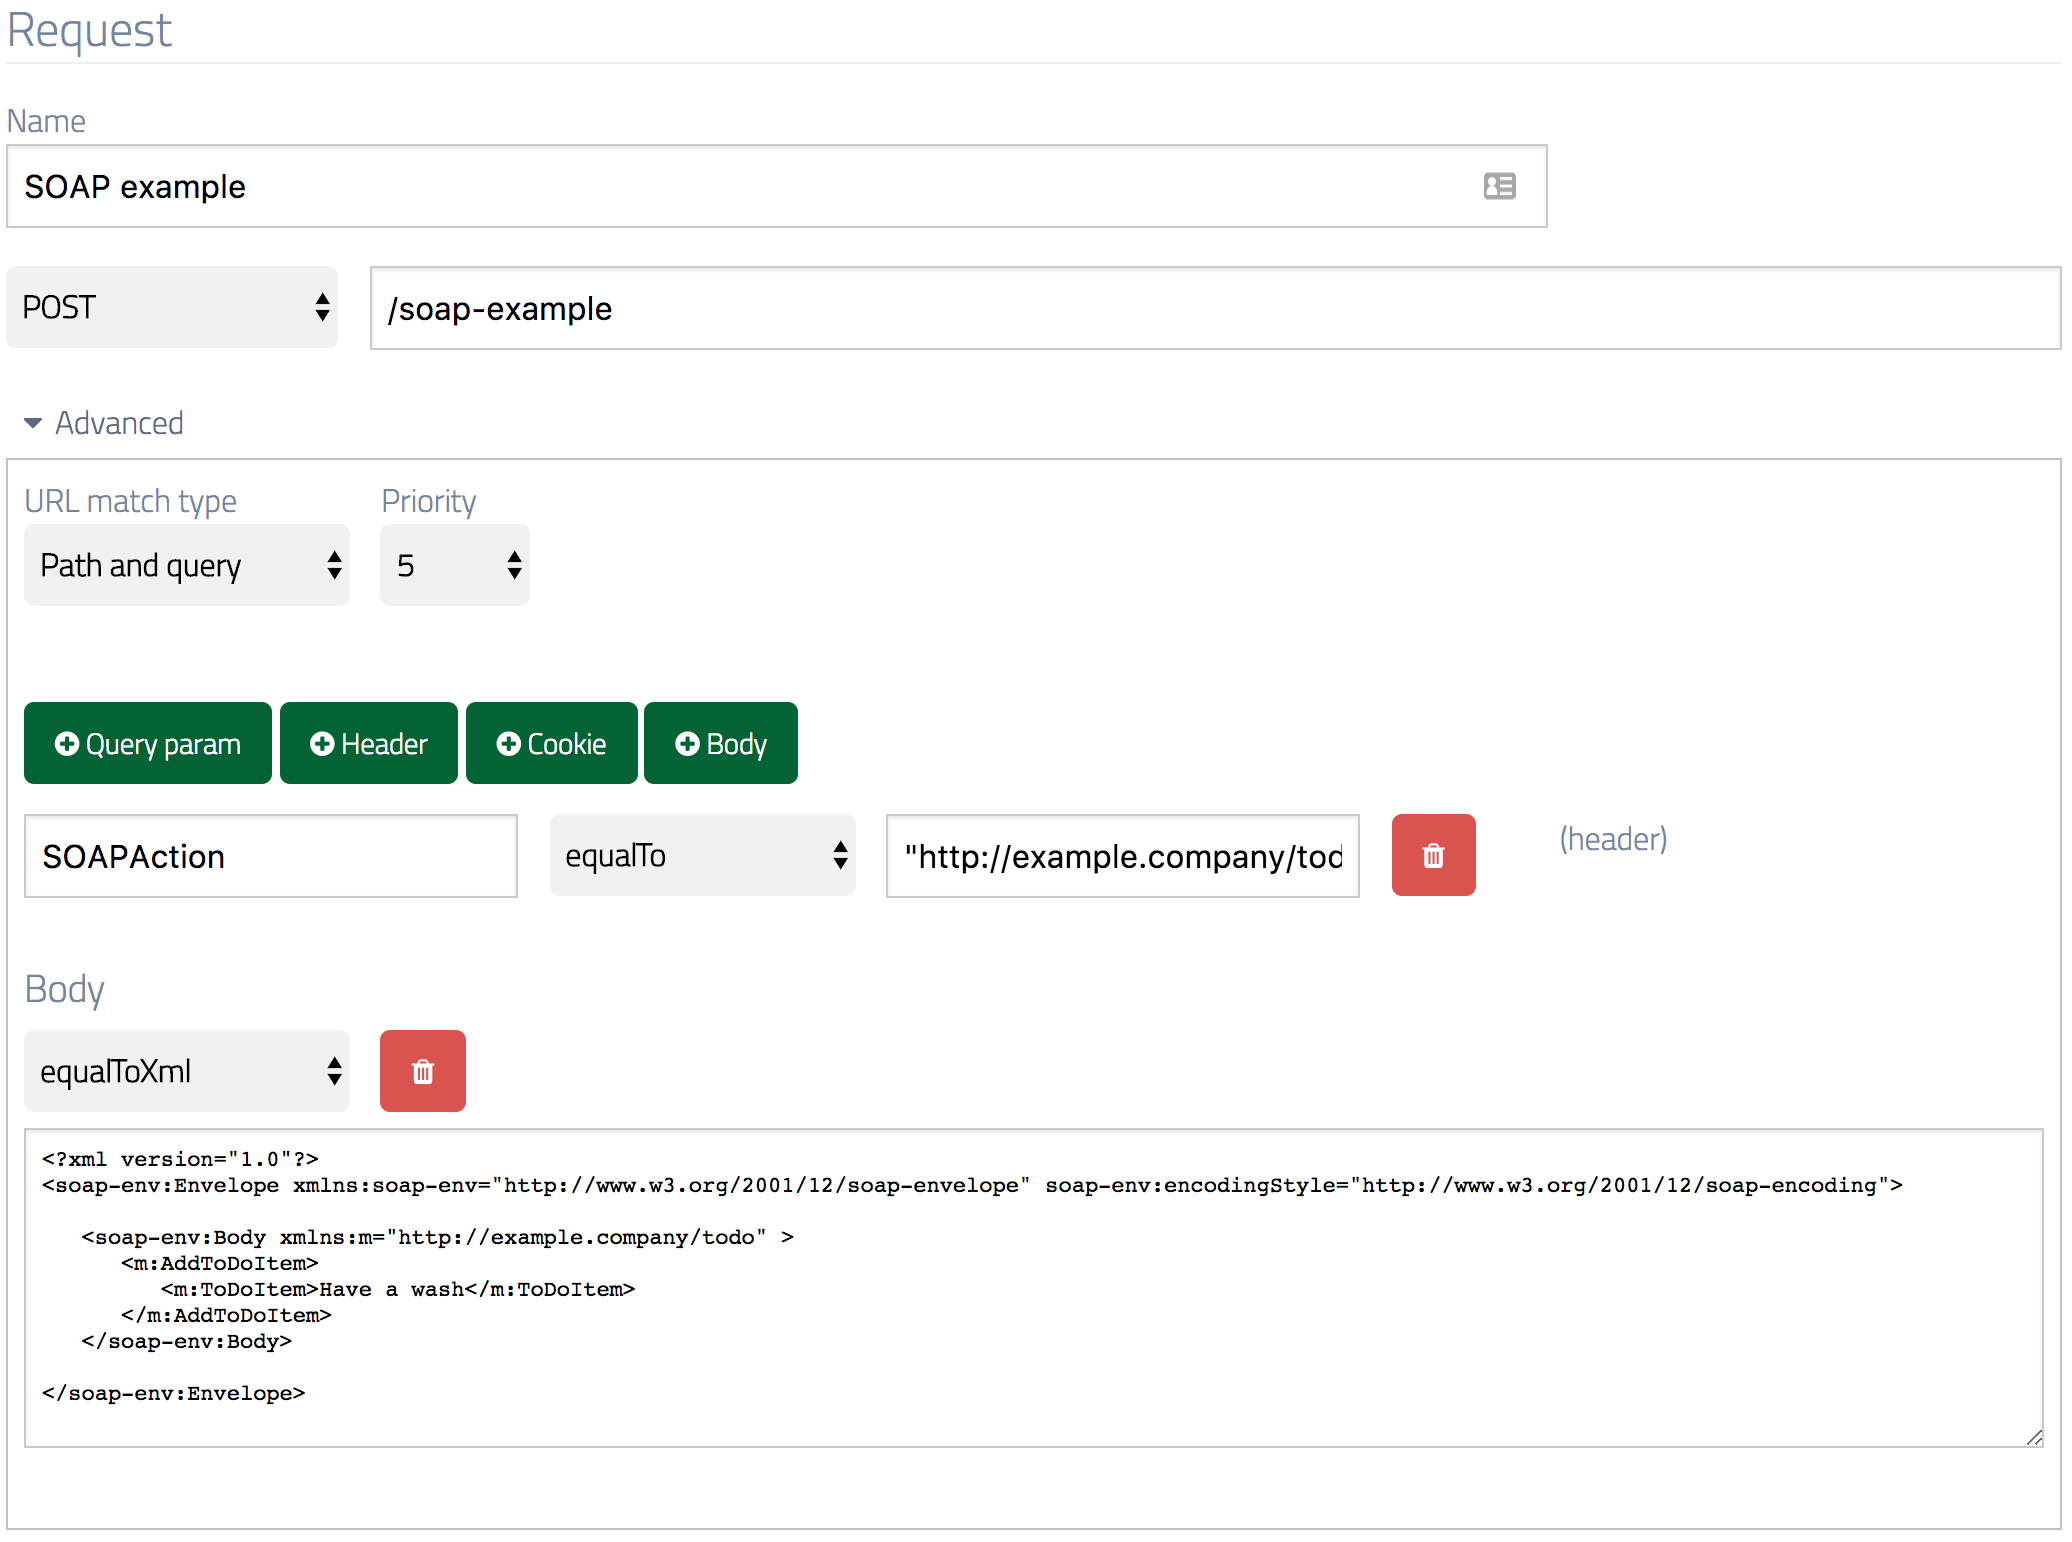 Request
Name
SOAP example
POST
/soap-example
Advanced
URL match type Priority
Path and query 5
Query param Header Cookie Body
SOAPAction equalTo "http://example.company/tod (header)
Body
equalToXml
<?xml version="1.0"?>
<soap-env:Envelope xmlns:soap-env="http://www.w3.org/2001/12/soap-envelope" soap-env:encodingStyle="http://www.w3.org/2001/12/soap-encoding">
<soap-env:Body xmlns:m="http://example.company/todo" >
<m:AddToDoItem>
<m:ToDoItem>Have a wash</m:ToDoItem>
</m:AddToDoItem>
</soap-env:Body>
</soap-env:Envelope>